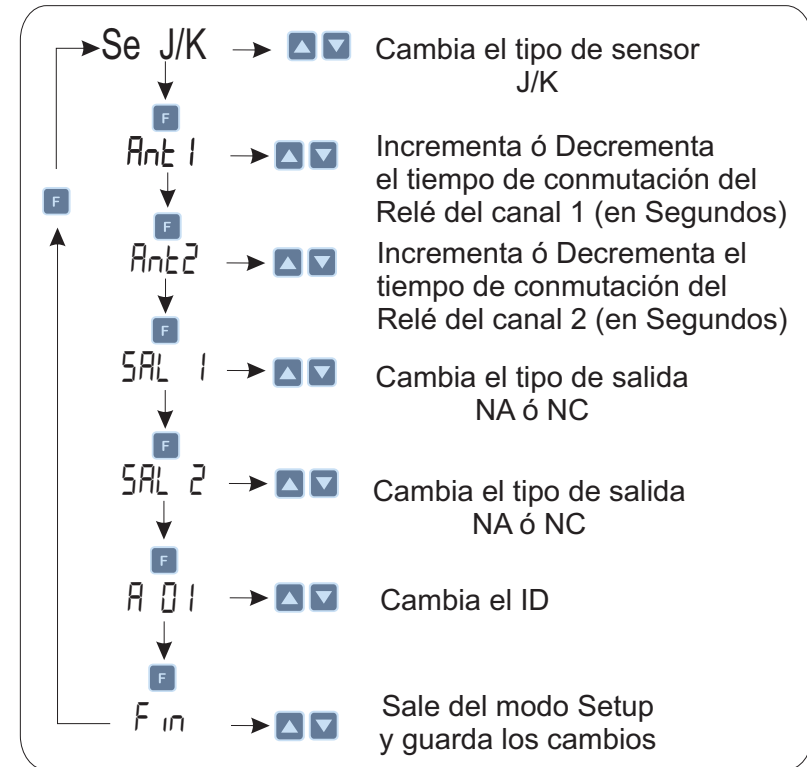 Se J/K
Cambia el tipo de sensor
J/K
F
Ant1
Incrementa ó Decrementa
el tiempo de conmutación del
Relé del canal 1 (en Segundos)
F
F
Ant2
Incrementa ó Decrementa el
tiempo de conmutación del
Relé del canal 2 (en Segundos)
F
SAL 1
Cambia el tipo de salida
NA ó NC
F
SAL 2
Cambia el tipo de salida
NA ó NC
F
A 01
Cambia el ID
F
Fin
Sale del modo Setup
y guarda los cambios